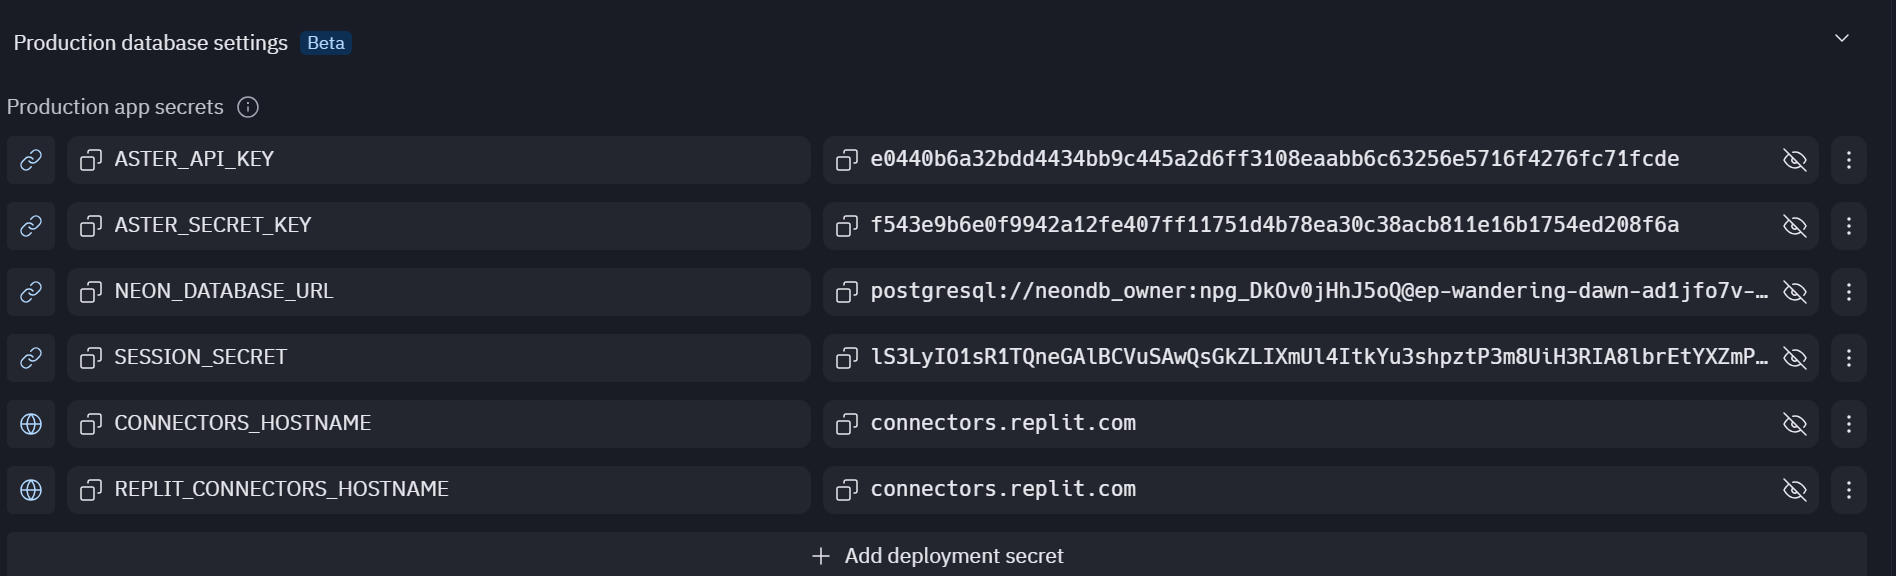 Production database settings Beta
Production app secrets
ASTER_API_KEY e0440b6a32bdd4434bb9c445a2d6ff3108eaabb6c63256e5716f4276fc71fcde
ASTER_SECRET_KEY f543e9b6e0f9942a12fe407ff11751d4b78ea30c38acb811e16b1754ed208f6a
NEON_DATABASE_URL postgresql://neondb_owner:npg_DkOv0jHhJ5oQ@ep-wandering-dawn-ad1jfo7v-…
SESSION_SECRET lS3LyIO1sR1TQneGAlBCVuSAwQsGkZLIXmUl4ItkYu3shpztP3m8UiH3RIA8lbrEtYXZmP…
CONNECTORS_HOSTNAME connectors.replit.com
REPLIT_CONNECTORS_HOSTNAME connectors.replit.com
Add deployment secret